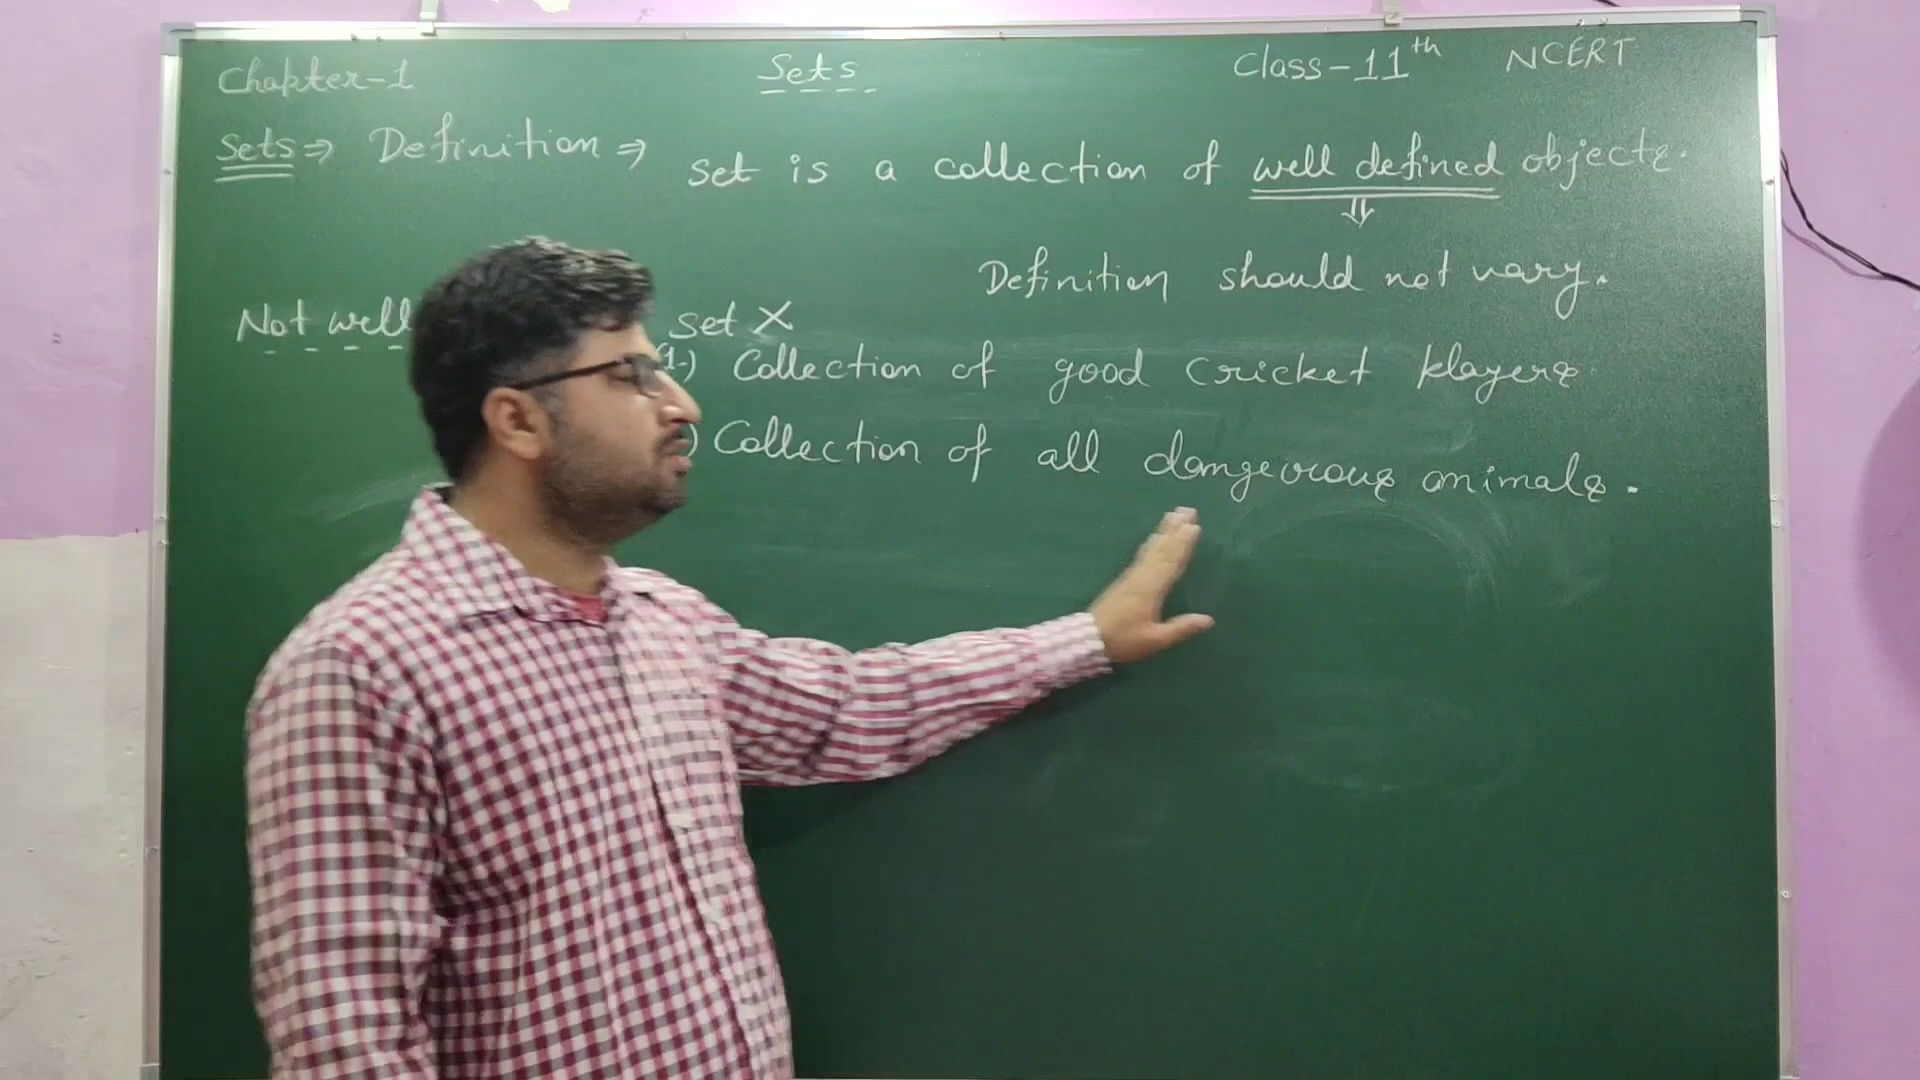 Chapter-1 Sets Class-11th NCERT
Sets ⇒ Definition ⇒ set is a collection of well defined objects.
⇓
Definition should not vary.
Not well set X
(1.) Collection of good cricket players
) Collection of all dangerous animals.